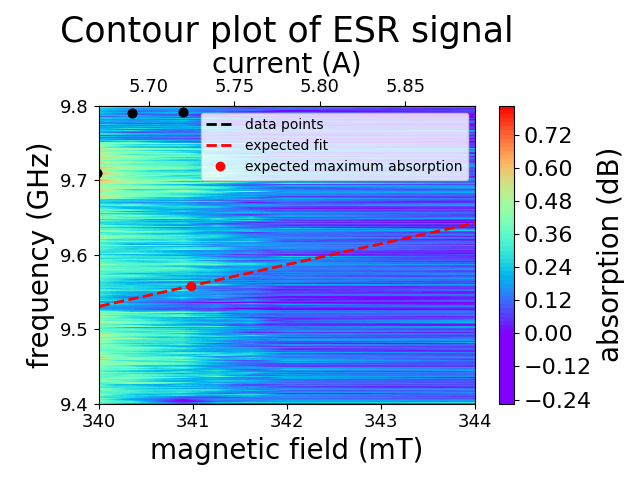 Contour plot of ESR signal
current (A)
5.70 5.75 5.80 5.85
9.8
9.7
9.6
9.5
9.4
frequency (GHz)
data points
expected fit
expected maximum absorption
340 341 342 343 344
magnetic field (mT)
0.72
0.60
0.48
0.36
0.24
0.12
0.00
−0.12
−0.24
absorption (dB)